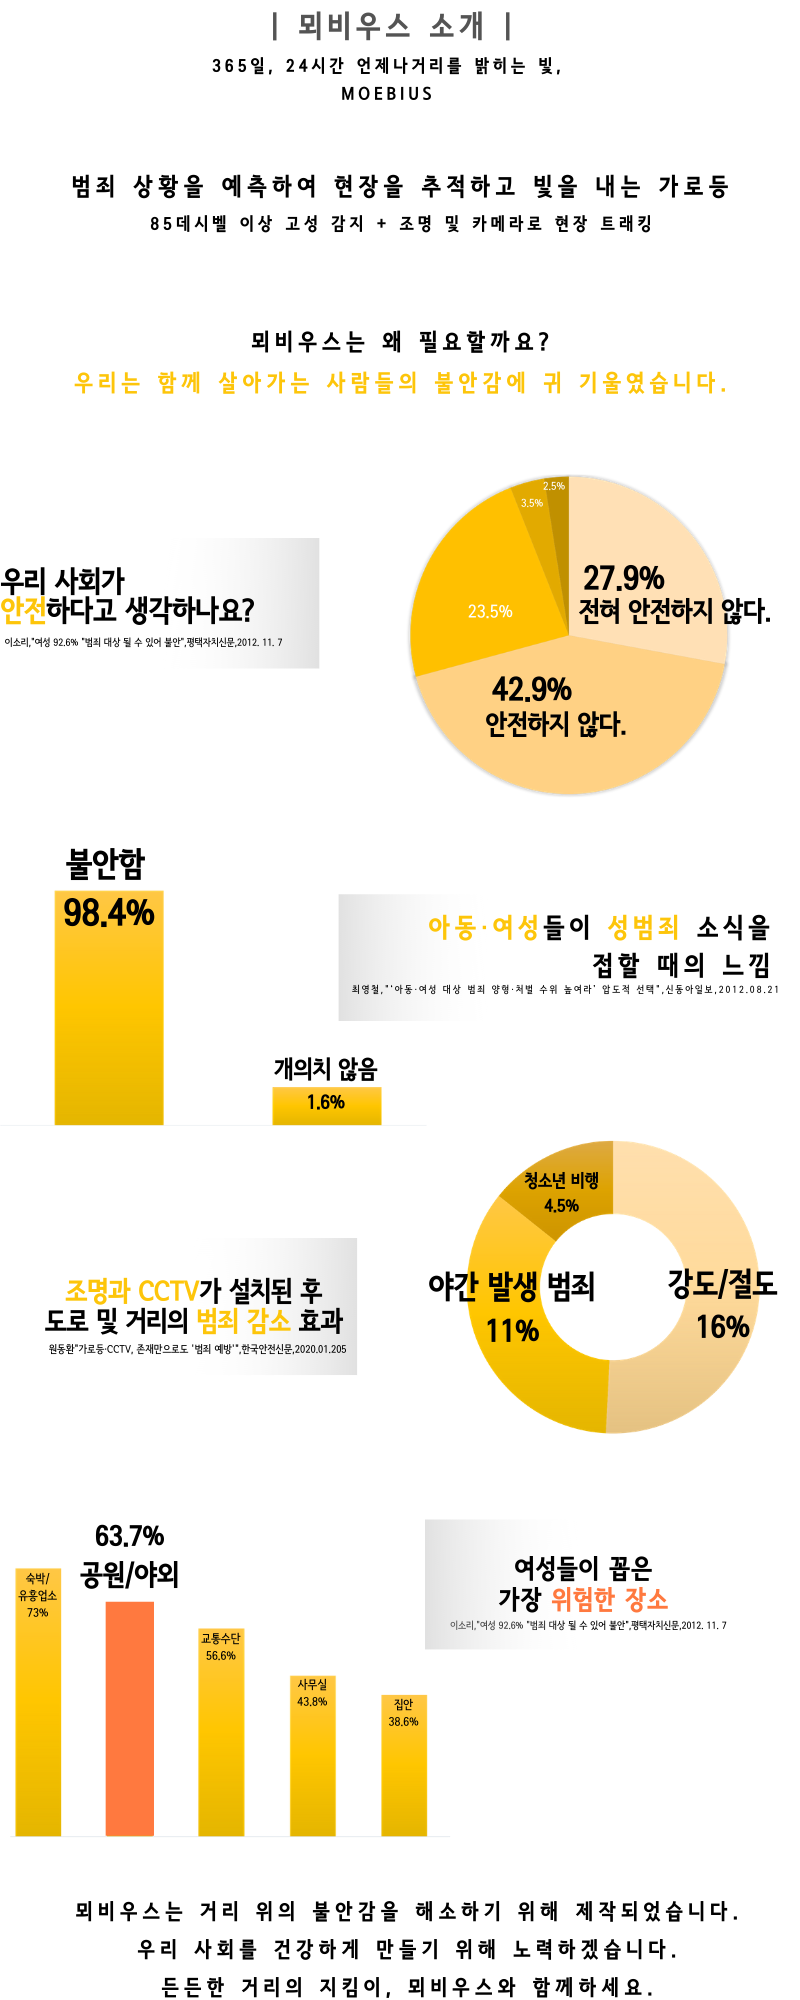 | 뫼비우스 소개 |
365일, 24시간 언제나거리를 밝히는 빛,
MOEBIUS
범죄 상황을 예측하여 현장을 추적하고 빛을 내는 가로등
85데시벨 이상 고성 감지 + 조명 및 카메라로 현장 트래킹
뫼비우스는 왜 필요할까요?
우리는 함께 살아가는 사람들의 불안감에 귀 기울였습니다.
우리 사회가
안전하다고 생각하나요?
이소리,"여성 92.6% "범죄 대상 될 수 있어 불안",평택자치신문,2012. 11. 7
2.5%
3.5%
23.5%
27.9%
전혀 안전하지 않다.
42.9%
안전하지 않다.
불안함
98.4%
개의치 않음
1.6%
아동·여성들이 성범죄 소식을
접할 때의 느낌
최영철,"'아동·여성 대상 범죄 양형·처벌 수위 높여라' 압도적 선택",신동아일보,2012.08.21
조명과 CCTV가 설치된 후
도로 및 거리의 범죄 감소 효과
원동환"가로등·CCTV, 존재만으로도 '범죄 예방'",한국안전신문,2020.01.205
청소년 비행
4.5%
야간 발생 범죄
11%
강도/절도
16%
숙박/
유흥업소
73%
63.7%
공원/야외
교통수단
56.6%
사무실
43.8%
집안
38.6%
여성들이 꼽은
가장 위험한 장소
이소리,"여성 92.6% "범죄 대상 될 수 있어 불안",평택자치신문,2012. 11. 7
뫼비우스는 거리 위의 불안감을 해소하기 위해 제작되었습니다.
우리 사회를 건강하게 만들기 위해 노력하겠습니다.
든든한 거리의 지킴이, 뫼비우스와 함께하세요.